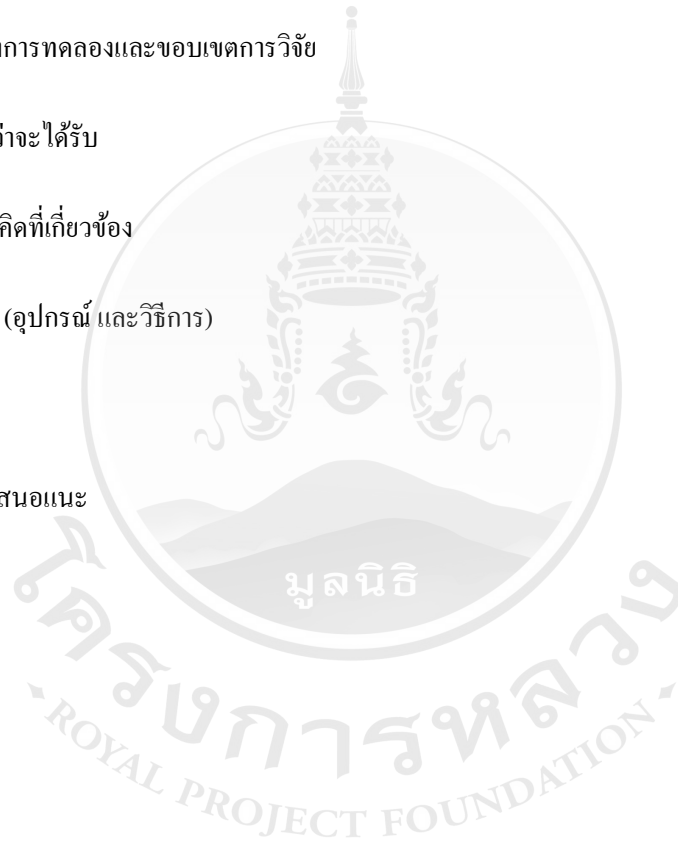 การทดลองและขอบเขตการวิจัย
ว่าจะได้รับ
คิดที่เกี่ยวข้อง
(อุปกรณ์ และวิธีการ)
สนอแนะ
มูลนิธิ
โครงการหลวง
ROYAL PROJECT FOUNDATION